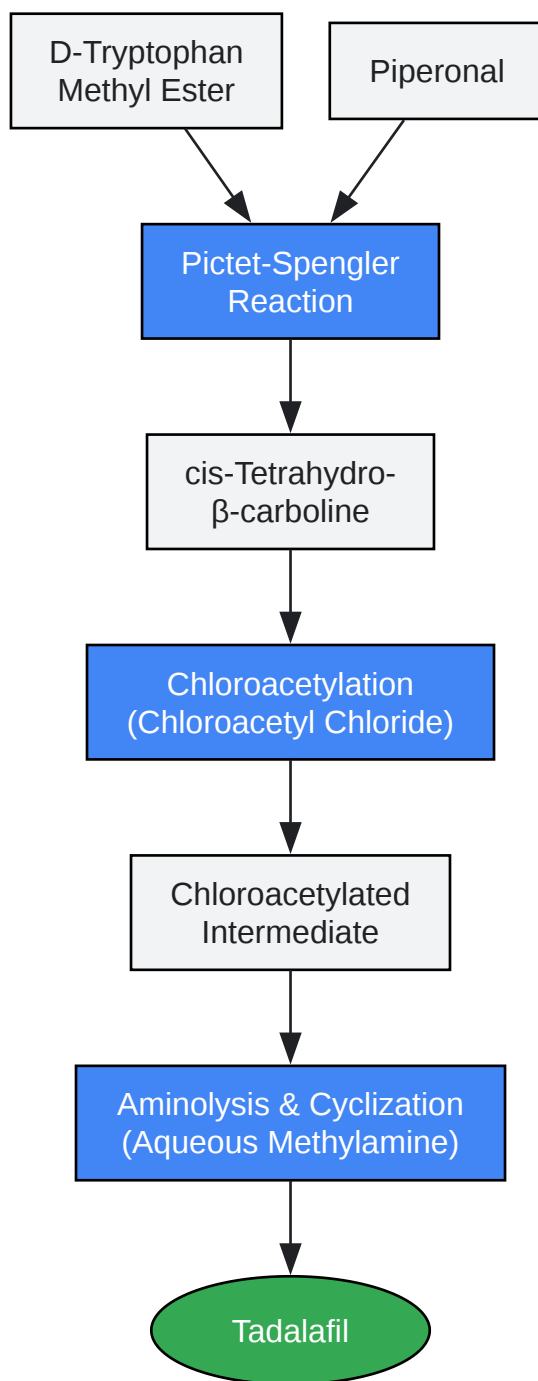 D-Tryptophan
Methyl Ester
Piperonal
Pictet-Spengler
Reaction
cis-Tetrahydro-
β-carboline
Chloroacetylation
(Chloroacetyl Chloride)
Chloroacetylated
Intermediate
Aminolysis & Cyclization
(Aqueous Methylamine)
Tadalafil